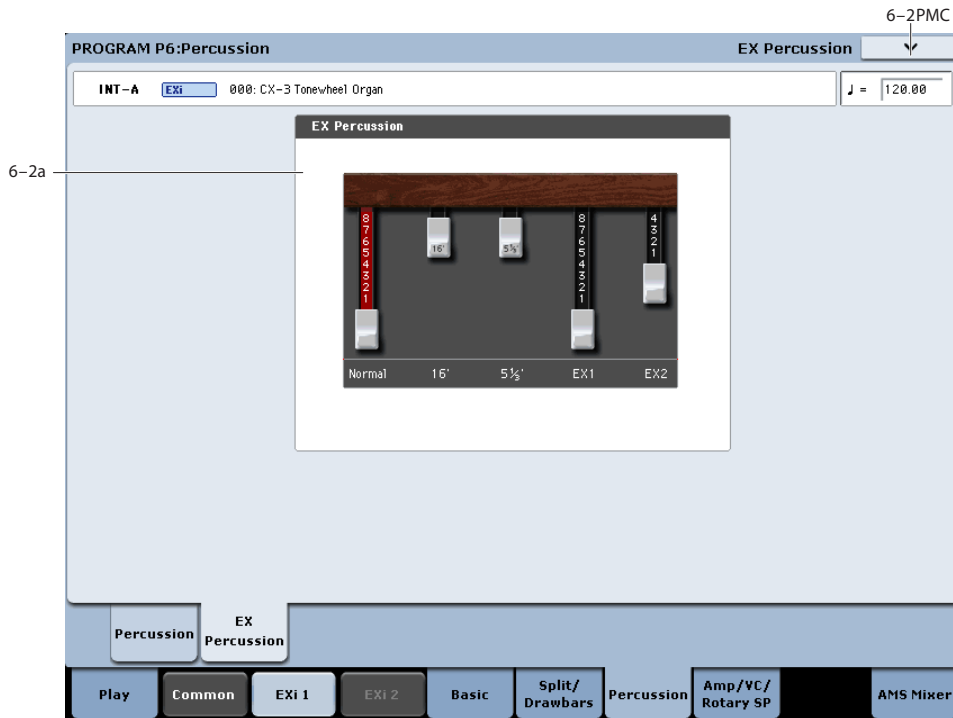 6–2PMC
PROGRAM P6:Percussion
EX Percussion
INT-A
EXi
000: CX-3 Tonewheel Organ
♩ = 120.00
EX Percussion
6–2a
8 7 6 5 4 3 2 1
16'
5⅓'
8 7 6 5 4 3 2 1
4 3 2 1
Normal
16'
5⅓'
EX1
EX2
Percussion
EX
Percussion
Play
Common
EXi 1
EXi 2
Basic
Split/
Drawbars
Percussion
Amp/VC/
Rotary SP
AMS Mixer